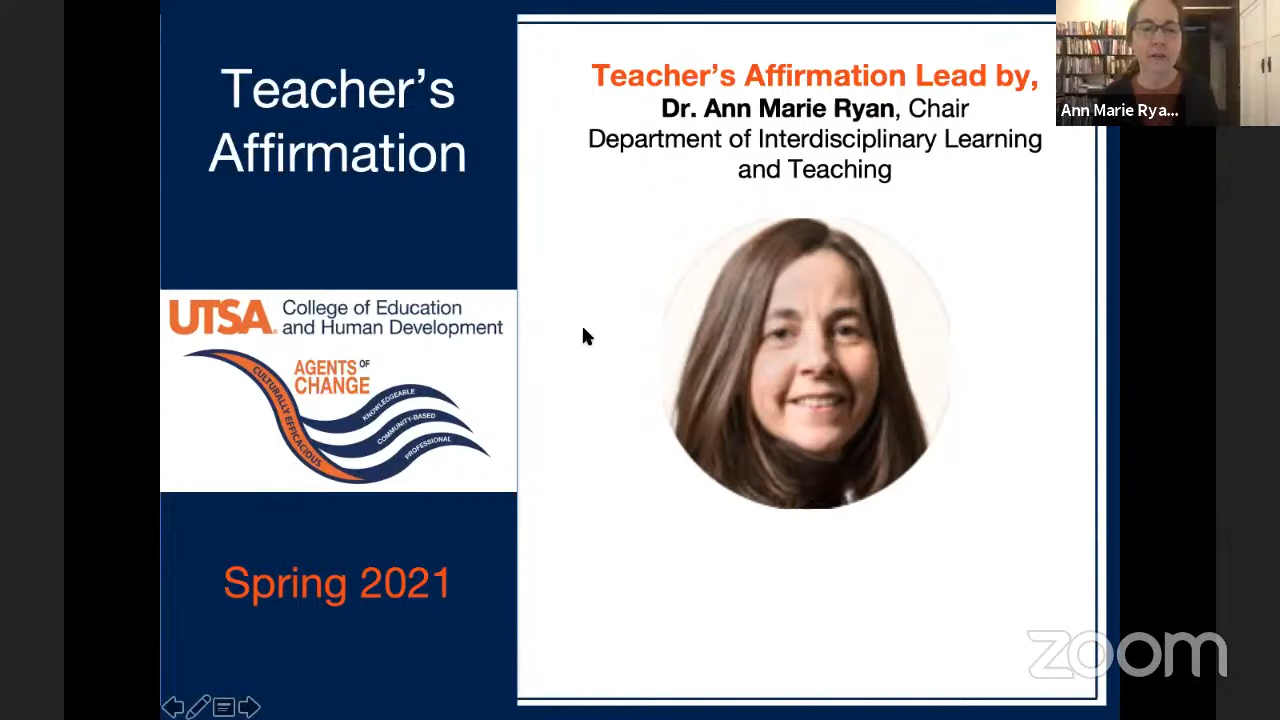 Teacher’s
Affirmation
UTSA
College of Education
and Human Development
AGENTS OF
CHANGE
CULTURALLY EFFICACIOUS
KNOWLEDGEABLE
COMMUNITY-BASED
PROFESSIONAL
Spring 2021
Teacher’s Affirmation Lead by,
Dr. Ann Marie Ryan, Chair
Department of Interdisciplinary Learning
and Teaching
Ann Marie Rya...
zoom